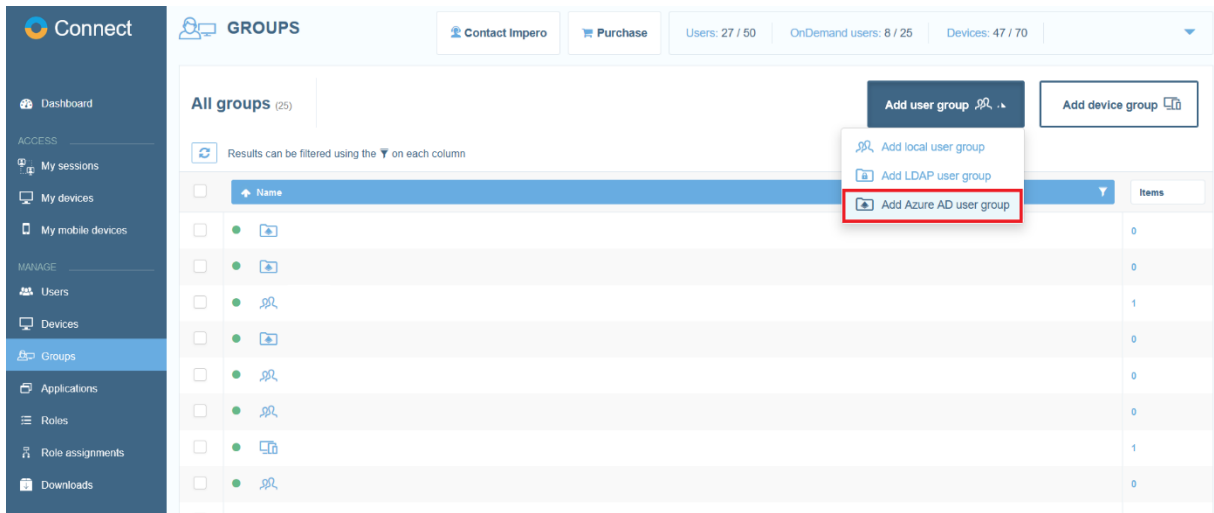 Connect
GROUPS
Contact Impero
Purchase
Users: 27 / 50
OnDemand users: 8 / 25
Devices: 47 / 70
Dashboard
ACCESS
My sessions
My devices
My mobile devices
MANAGE
Users
Devices
Groups
Applications
Roles
Role assignments
Downloads
All groups (25)
Add user group
Add device group
Add local user group
Add LDAP user group
Add Azure AD user group
Results can be filtered using the on each column
Name
Items
0
0
1
0
0
0
1
0